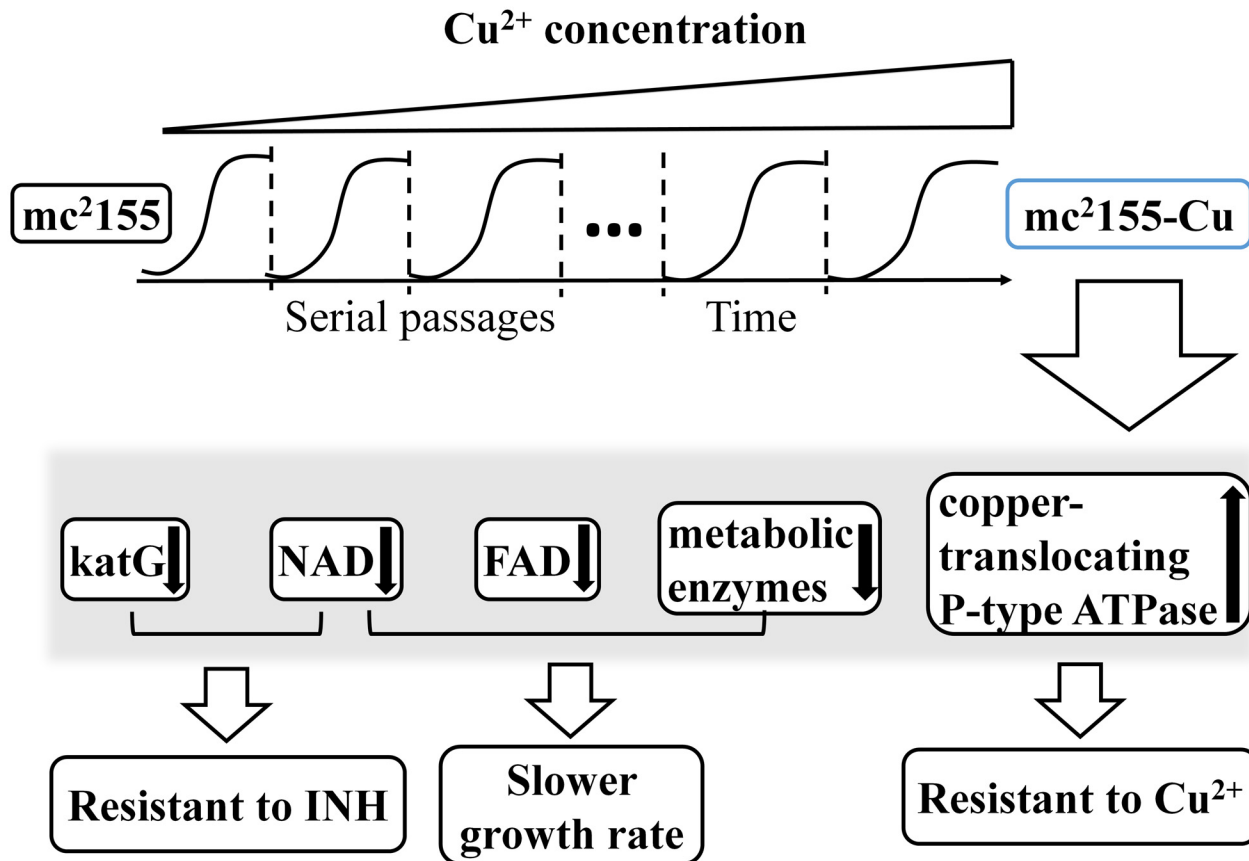 Cu²⁺ concentration
mc²155
...
mc²155-Cu
Serial passages
Time
katG
NAD
FAD
metabolic
enzymes
copper-
translocating
P-type ATPase
Resistant to INH
Slower
growth rate
Resistant to Cu²⁺